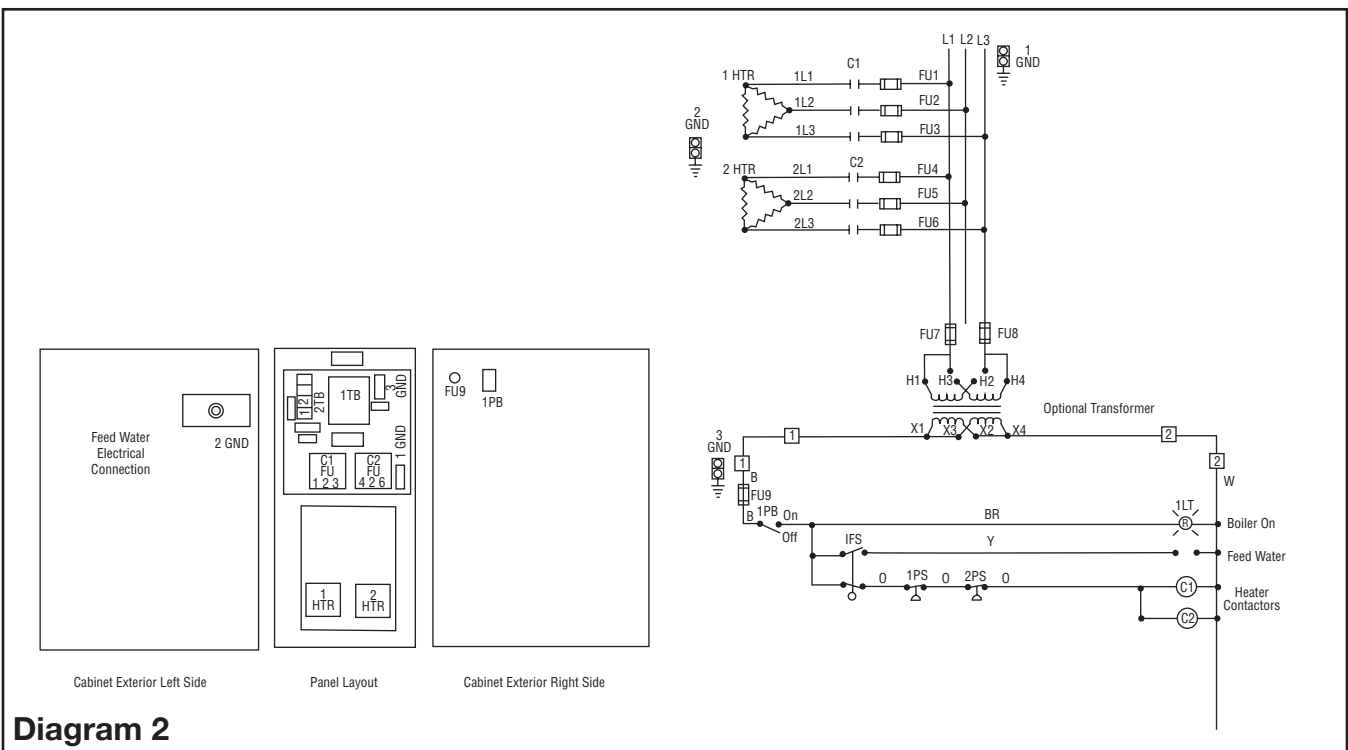 L1 L2 L3
1
GND
C1
1 HTR
1L1
FU1
1L2
FU2
1L3
FU3
2
GND
2 HTR
2L1
C2
FU4
2L2
FU5
2L3
FU6
FU7
FU8
H1
H3
H2
H4
Optional Transformer
X1
X3
X2
X4
1
2
3
GND
1
B
FU9
B
1PB
On
Off
2
W
BR
1LT
R
Boiler On
IFS
Y
Feed Water
O
1PS
O
2PS
O
C1
C2
Heater
Contactors
Feed Water
Electrical
Connection
2 GND
1 2
2TB
1TB
3
GND
1 GND
C1
FU
1 2 3
C2
FU
4 2 6
1
HTR
2
HTR
FU9
1PB
Cabinet Exterior Left Side
Panel Layout
Cabinet Exterior Right Side
Diagram 2